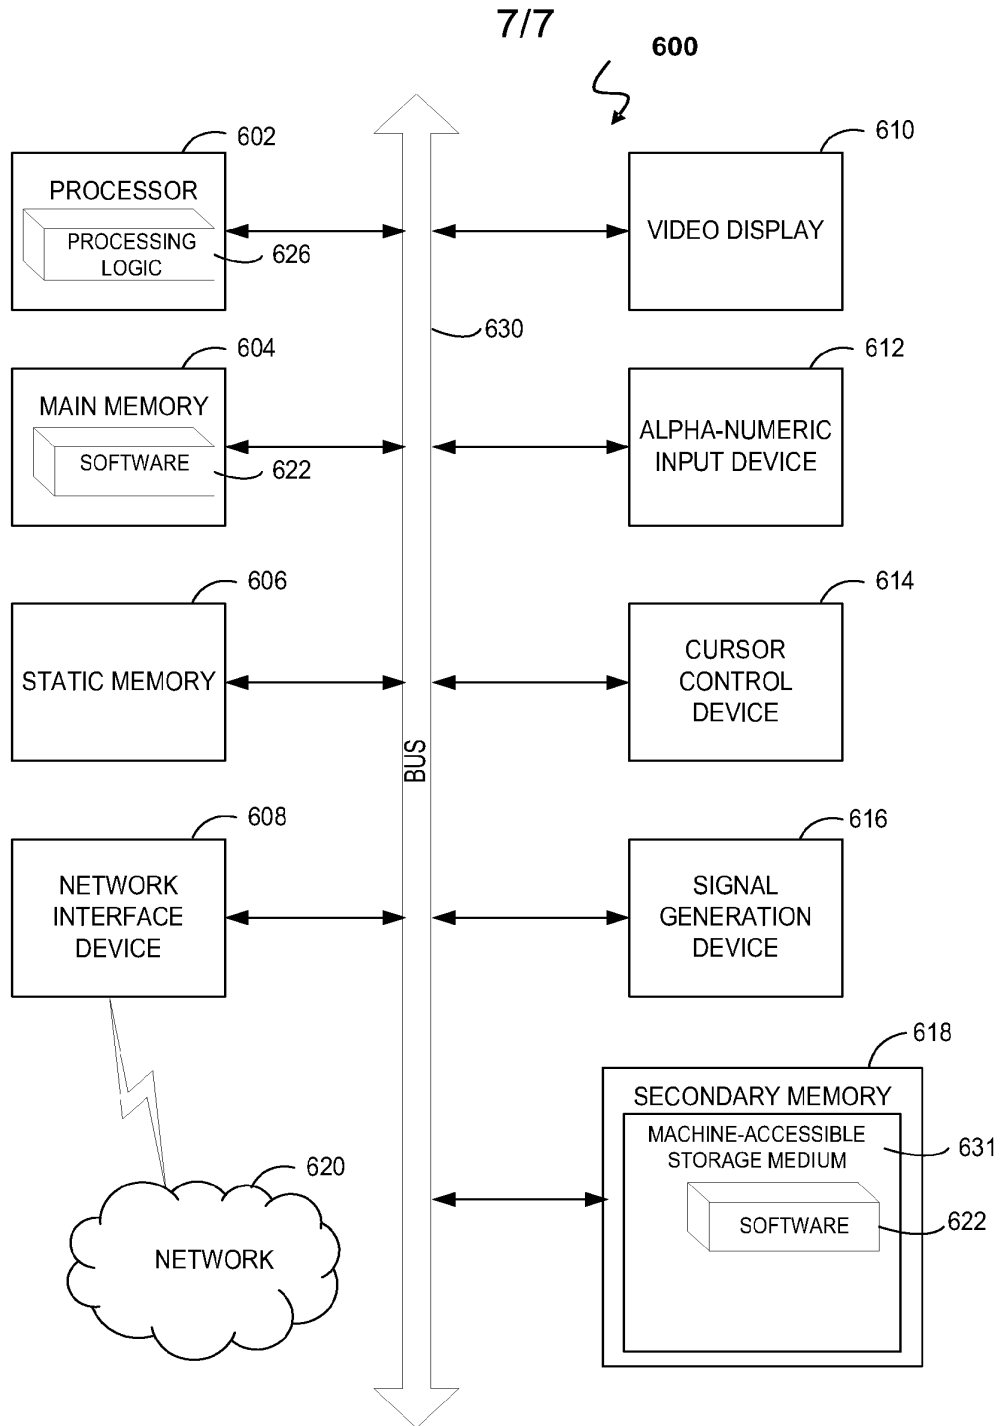 7/7
600
602
PROCESSOR
PROCESSING
LOGIC
626
610
VIDEO DISPLAY
630
604
MAIN MEMORY
SOFTWARE
622
612
ALPHA-NUMERIC
INPUT DEVICE
606
STATIC MEMORY
614
CURSOR
CONTROL
DEVICE
BUS
608
NETWORK
INTERFACE
DEVICE
616
SIGNAL
GENERATION
DEVICE
618
SECONDARY MEMORY
MACHINE-ACCESSIBLE
STORAGE MEDIUM
631
SOFTWARE
622
620
NETWORK